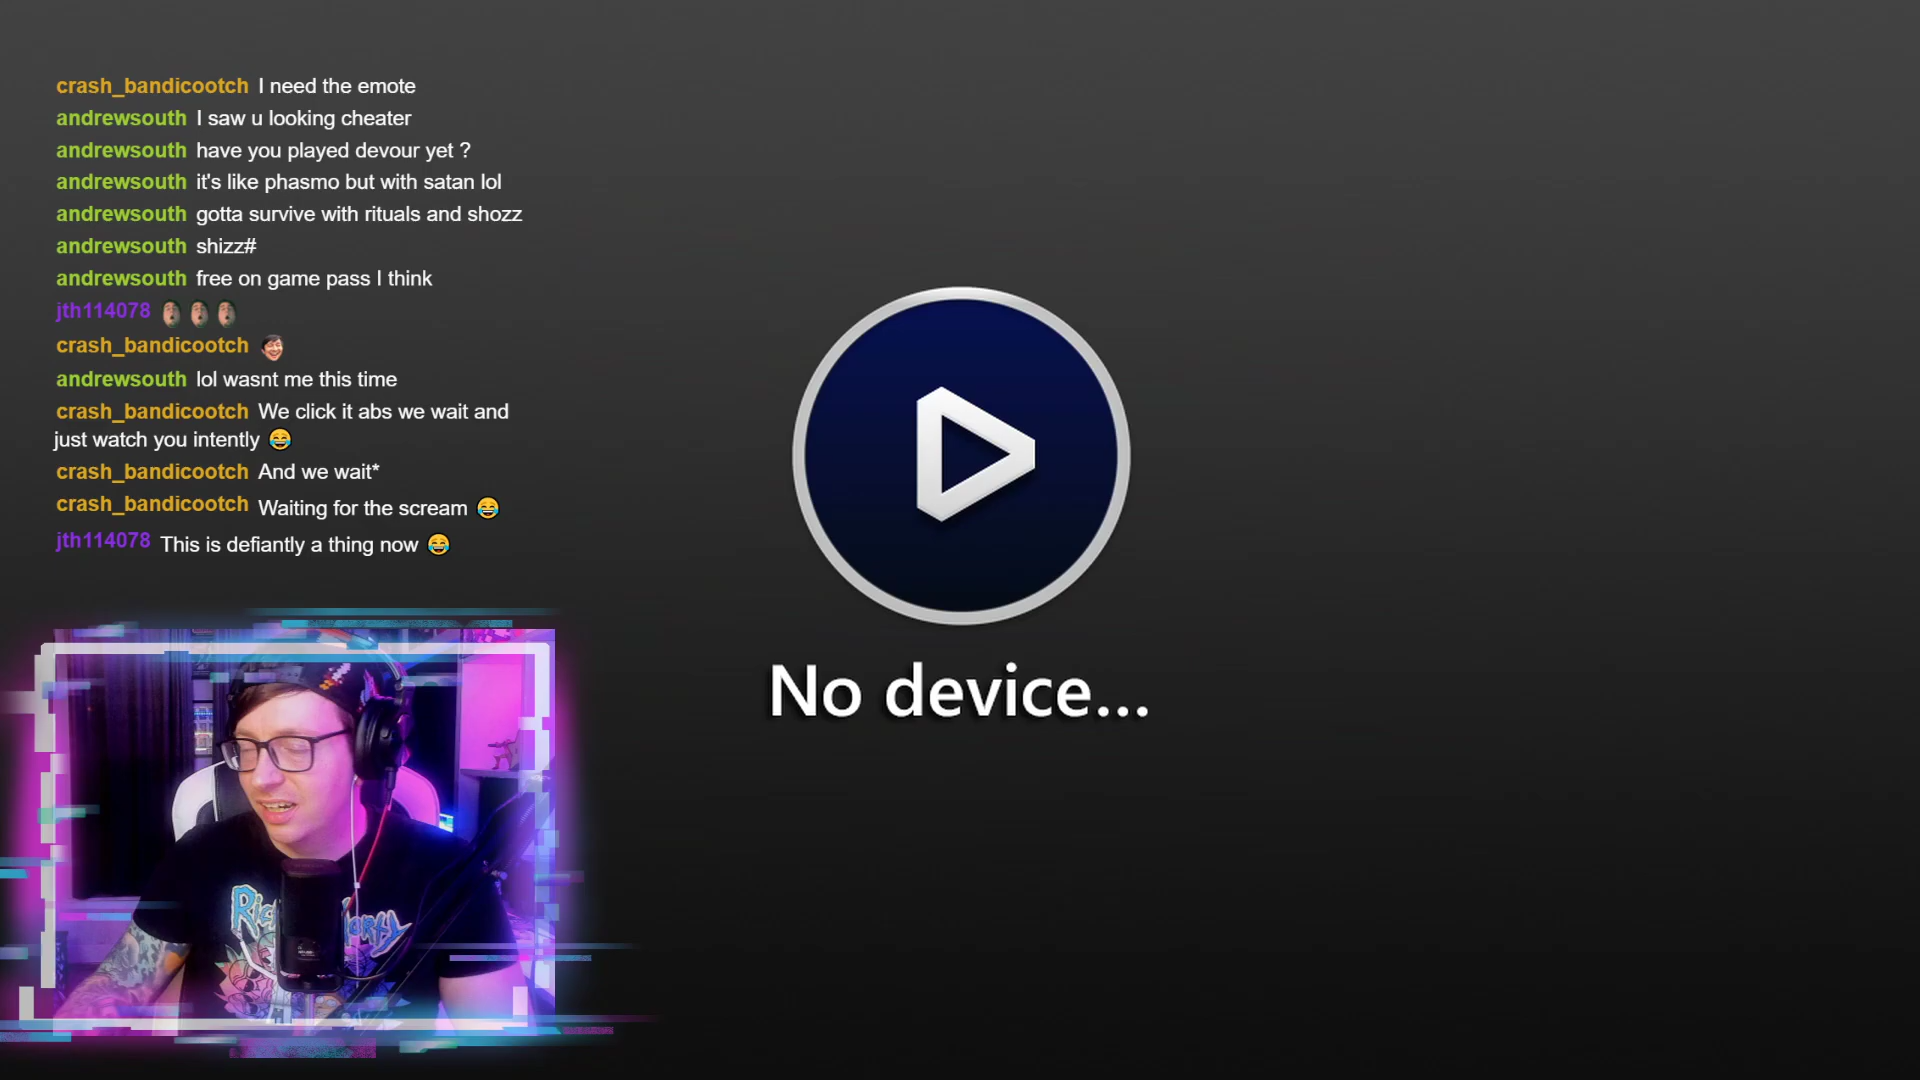 crash_bandicootch I need the emote
andrewsouth I saw u looking cheater
andrewsouth have you played devour yet ?
andrewsouth it's like phasmo but with satan lol
andrewsouth gotta survive with rituals and shozz
andrewsouth shizz#
andrewsouth free on game pass I think
jth114078
crash_bandicootch
andrewsouth lol wasnt me this time
crash_bandicootch We click it abs we wait and
just watch you intently 😂
crash_bandicootch And we wait*
crash_bandicootch Waiting for the scream 😂
jth114078 This is defiantly a thing now 😂
No device...